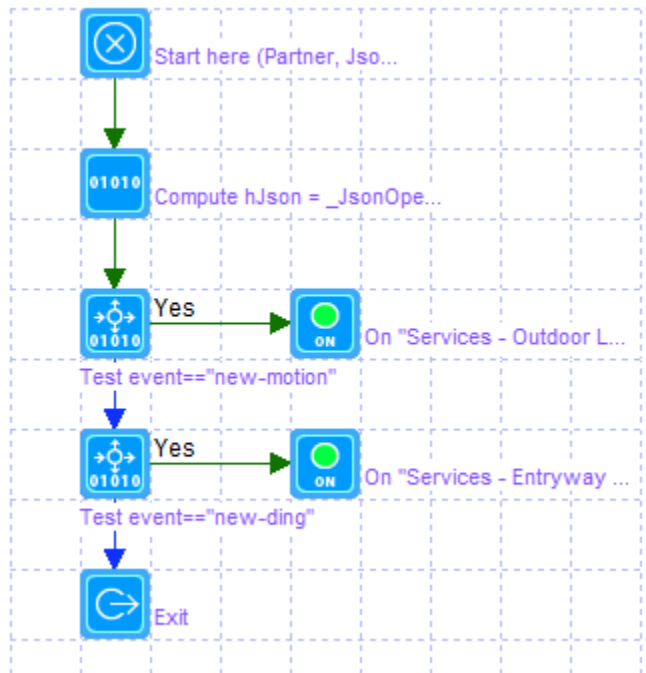 Start here (Partner, Jso...
01010
Compute hJson = _JsonOpe...
Yes
01010
ON
On "Services - Outdoor L...
Test event=="new-motion"
Yes
01010
ON
On "Services - Entryway ...
Test event=="new-ding"
Exit